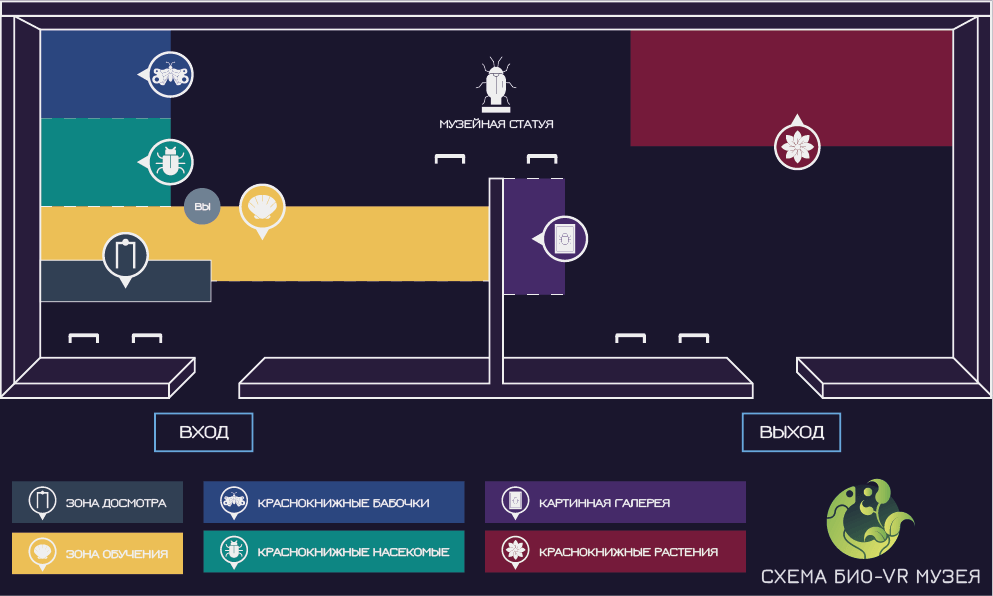 МУЗЕЙНАЯ СТАТУЯ
ВЫ
ВХОД
ВЫХОД
ЗОНА ДОСМОТРА
КРАСНОКНИЖНЫЕ БАБОЧКИ
КАРТИННАЯ ГАЛЕРЕЯ
ЗОНА ОБУЧЕНИЯ
КРАСНОКНИЖНЫЕ НАСЕКОМЫЕ
КРАСНОКНИЖНЫЕ РАСТЕНИЯ
СХЕМА БИО-VR МУЗЕЯ